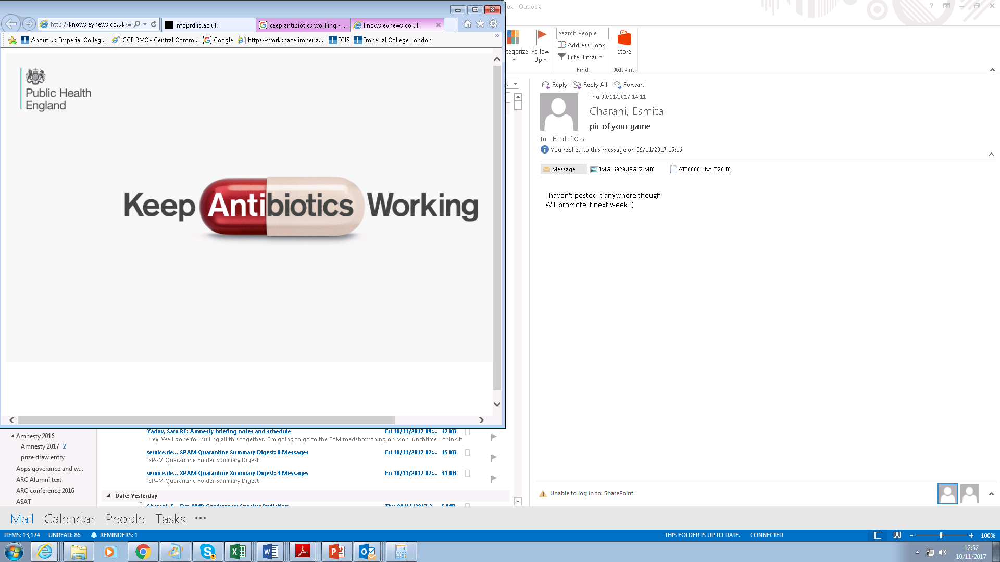 http://knowsleynews.co.uk/w
infoprd.ic.ac.uk
keep antibiotics working - ...
knowsleynews.co.uk
About us Imperial Colleg...
CCF RMS - Central Comm...
Google
https--workspace.imperia...
ICIS
Imperial College London
Public Health
England
Keep Antibiotics Working
ox - Outlook
tegorize
Follow
Up
Search People
Address Book
Filter Email
Find
Store
Add-ins
Reply
Reply All
Forward
Thu 09/11/2017 14:11
Charani, Esmita
pic of your game
To Head of Ops
You replied to this message on 09/11/2017 15:16.
Message
IMG_6929.JPG (2 MB)
ATT00001.txt (328 B)
I haven't posted it anywhere though
Will promote it next week :)
Amnesty 2016
Amnesty 2017 2
prize draw entry
Apps goverance and w...
ARC Alumni text
ARC conference 2016
ASAT
Yadav, Sara RE: Amnesty briefing notes and schedule Fri 10/11/2017 09:... 47 KB
Hey Well done for pulling all this together. I'm going to go to the FoM roadshow thing on Mon lunchtime – think it
service.de... SPAM Quarantine Summary Digest: 8 Messages Fri 10/11/2017 02:... 45 KB
SPAM Quarantine Folder Summary Digest
service.de... SPAM Quarantine Summary Digest: 4 Messages Fri 10/11/2017 02:... 41 KB
SPAM Quarantine Folder Summary Digest
Date: Yesterday
Unable to log in to: SharePoint.
Mail Calendar People Tasks ...
ITEMS: 13,174 UNREAD: 86 REMINDERS: 1
THIS FOLDER IS UP TO DATE. CONNECTED
100%
3
12:52
10/11/2017